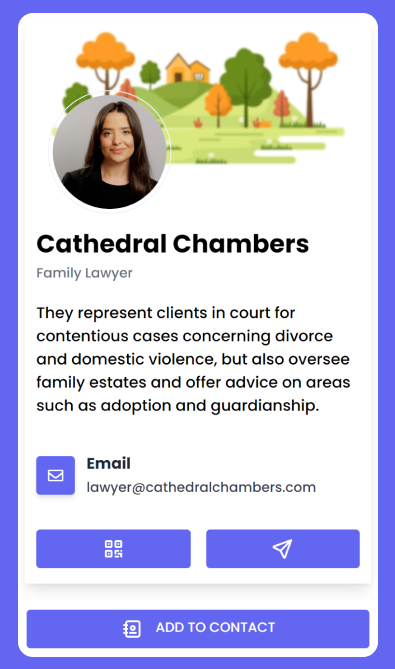 Cathedral Chambers
Family Lawyer
They represent clients in court for
contentious cases concerning divorce
and domestic violence, but also oversee
family estates and offer advice on areas
such as adoption and guardianship.
Email
lawyer@cathedralchambers.com
ADD TO CONTACT